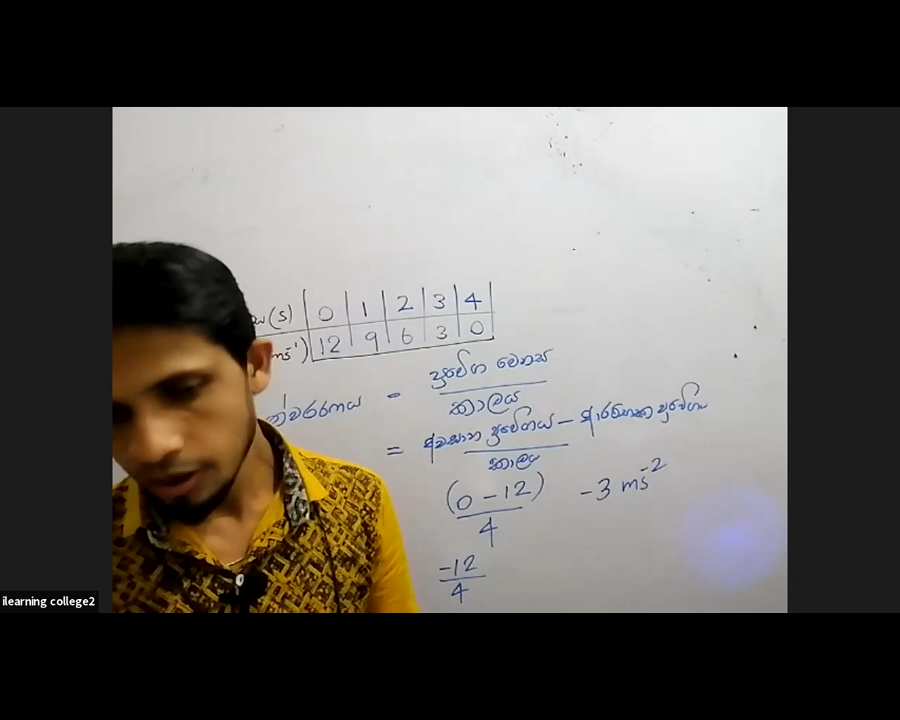 ය(s) 0 1 2 3 4
ms⁻¹) 12 9 6 3 0
ත්වරණය = ප්‍රවේග වෙනස
කාලය
= අවසාන ප්‍රවේගය - ආරම්භක ප්‍රවේගය
කාලය
(0 - 12)
4
-3 ms⁻²
-12
4
ilearning college2